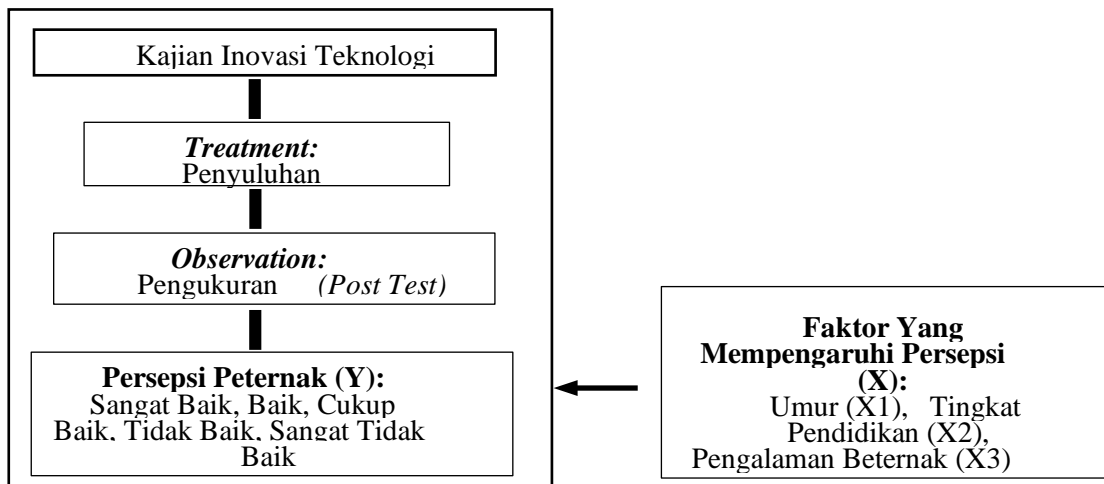 Kajian Inovasi Teknologi
Treatment:
Penyuluhan
Observation:
Pengukuran (Post Test)
Persepsi Peternak (Y):
Sangat Baik, Baik, Cukup
Baik, Tidak Baik, Sangat Tidak
Baik
Faktor Yang
Mempengaruhi Persepsi
(X):
Umur (X1), Tingkat
Pendidikan (X2),
Pengalaman Beternak (X3)